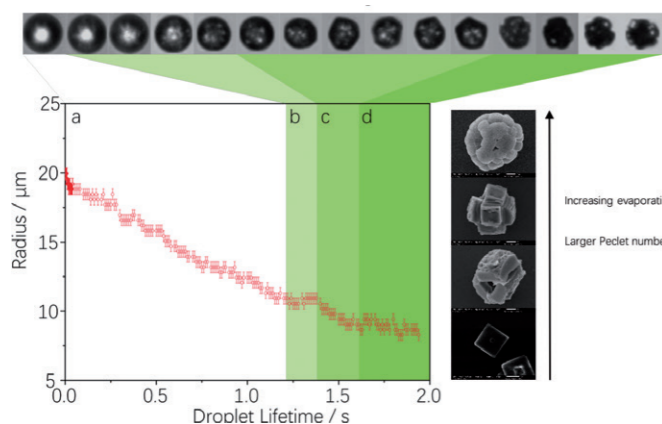 25
a
b
c
d
20
15
10
5
Radius / μm
0.0
0.5
1.0
1.5
2.0
Droplet Lifetime / s
Increasing evaporati
Larger Peclet numbe